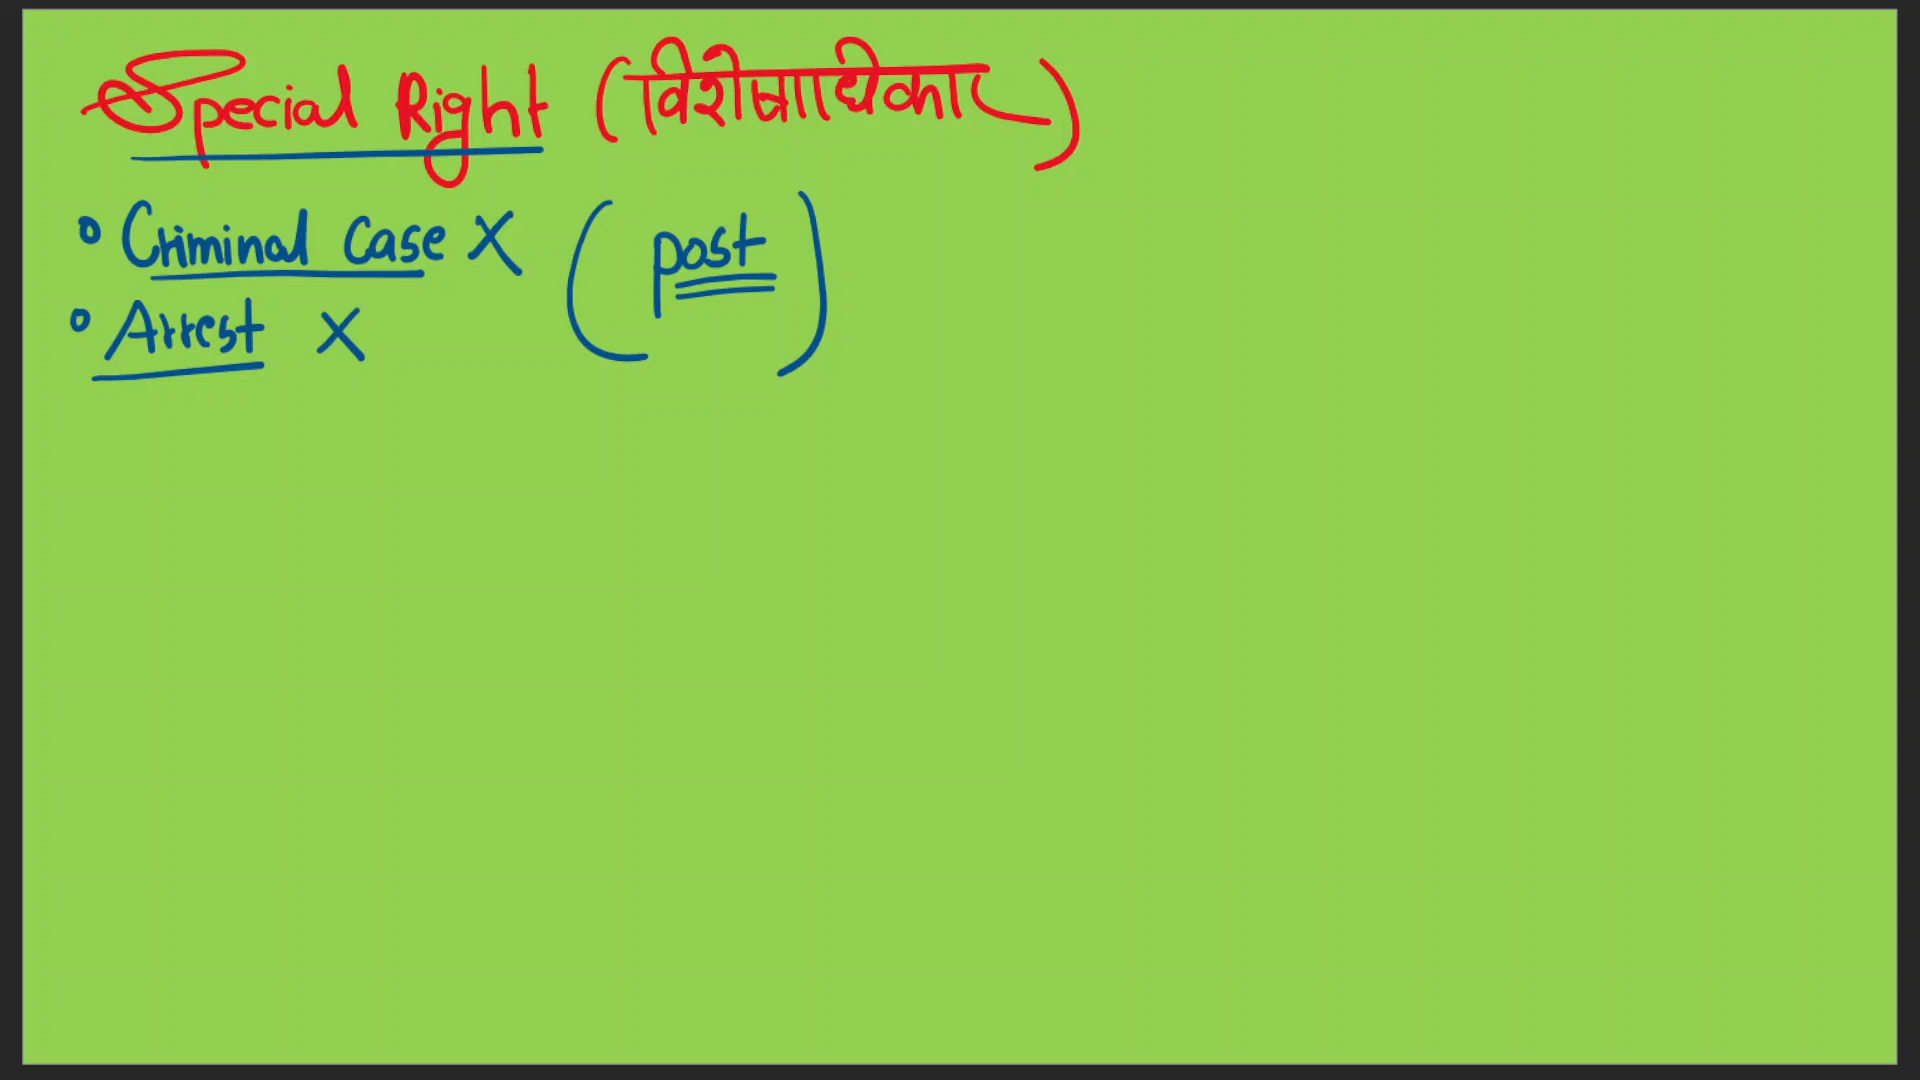 Special Right (विशेषाधिकार)
• Criminal Case X (post)
• Arrest X